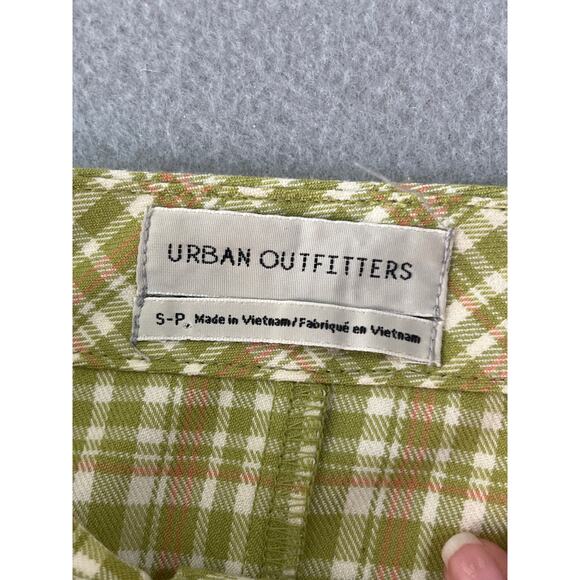 URBAN OUTFITTERS
S-P, Made in Vietnam/Fabriqué en Vietnam